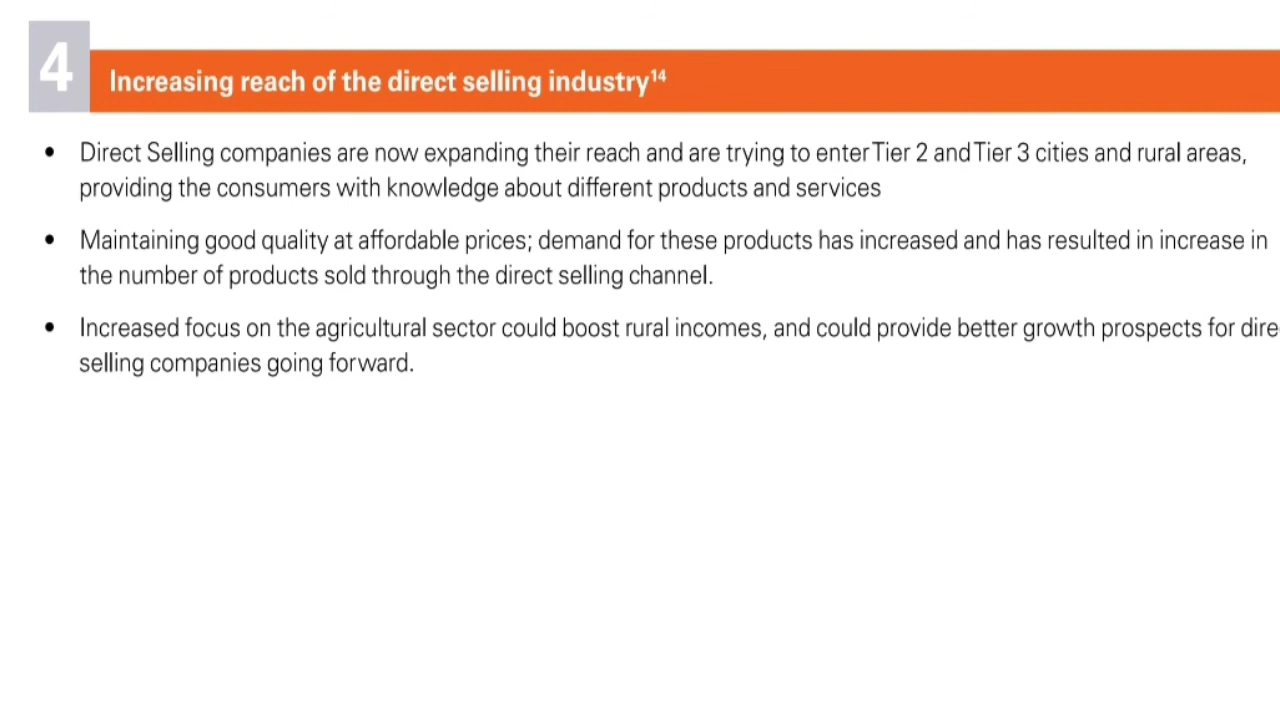 4
Increasing reach of the direct selling industry14
• Direct Selling companies are now expanding their reach and are trying to enter Tier 2 and Tier 3 cities and rural areas,
providing the consumers with knowledge about different products and services
• Maintaining good quality at affordable prices; demand for these products has increased and has resulted in increase in
the number of products sold through the direct selling channel.
• Increased focus on the agricultural sector could boost rural incomes, and could provide better growth prospects for dire
selling companies going forward.